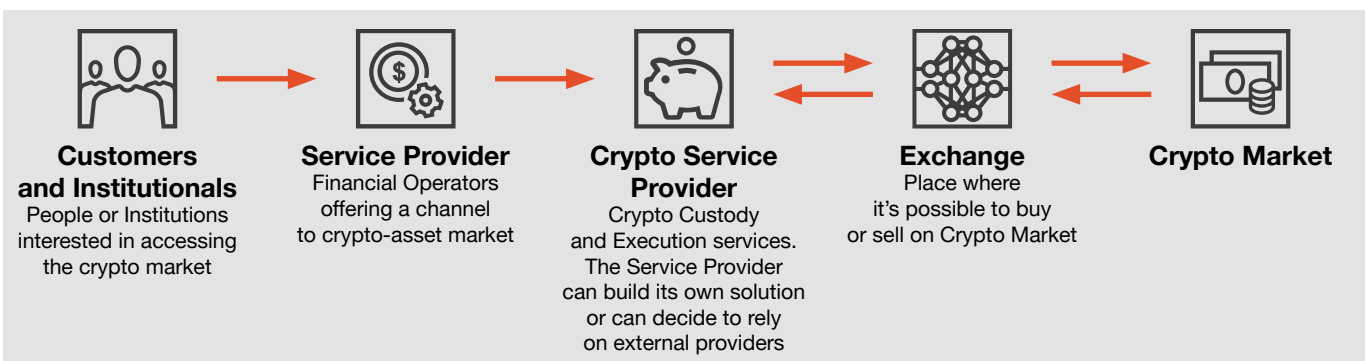 Customers
and Institutionals
People or Institutions
interested in accessing
the crypto market
Service Provider
Financial Operators
offering a channel
to crypto-asset market
Crypto Service
Provider
Crypto Custody
and Execution services.
The Service Provider
can build its own solution
or can decide to rely
on external providers
Exchange
Place where
it’s possible to buy
or sell on Crypto Market
Crypto Market
$